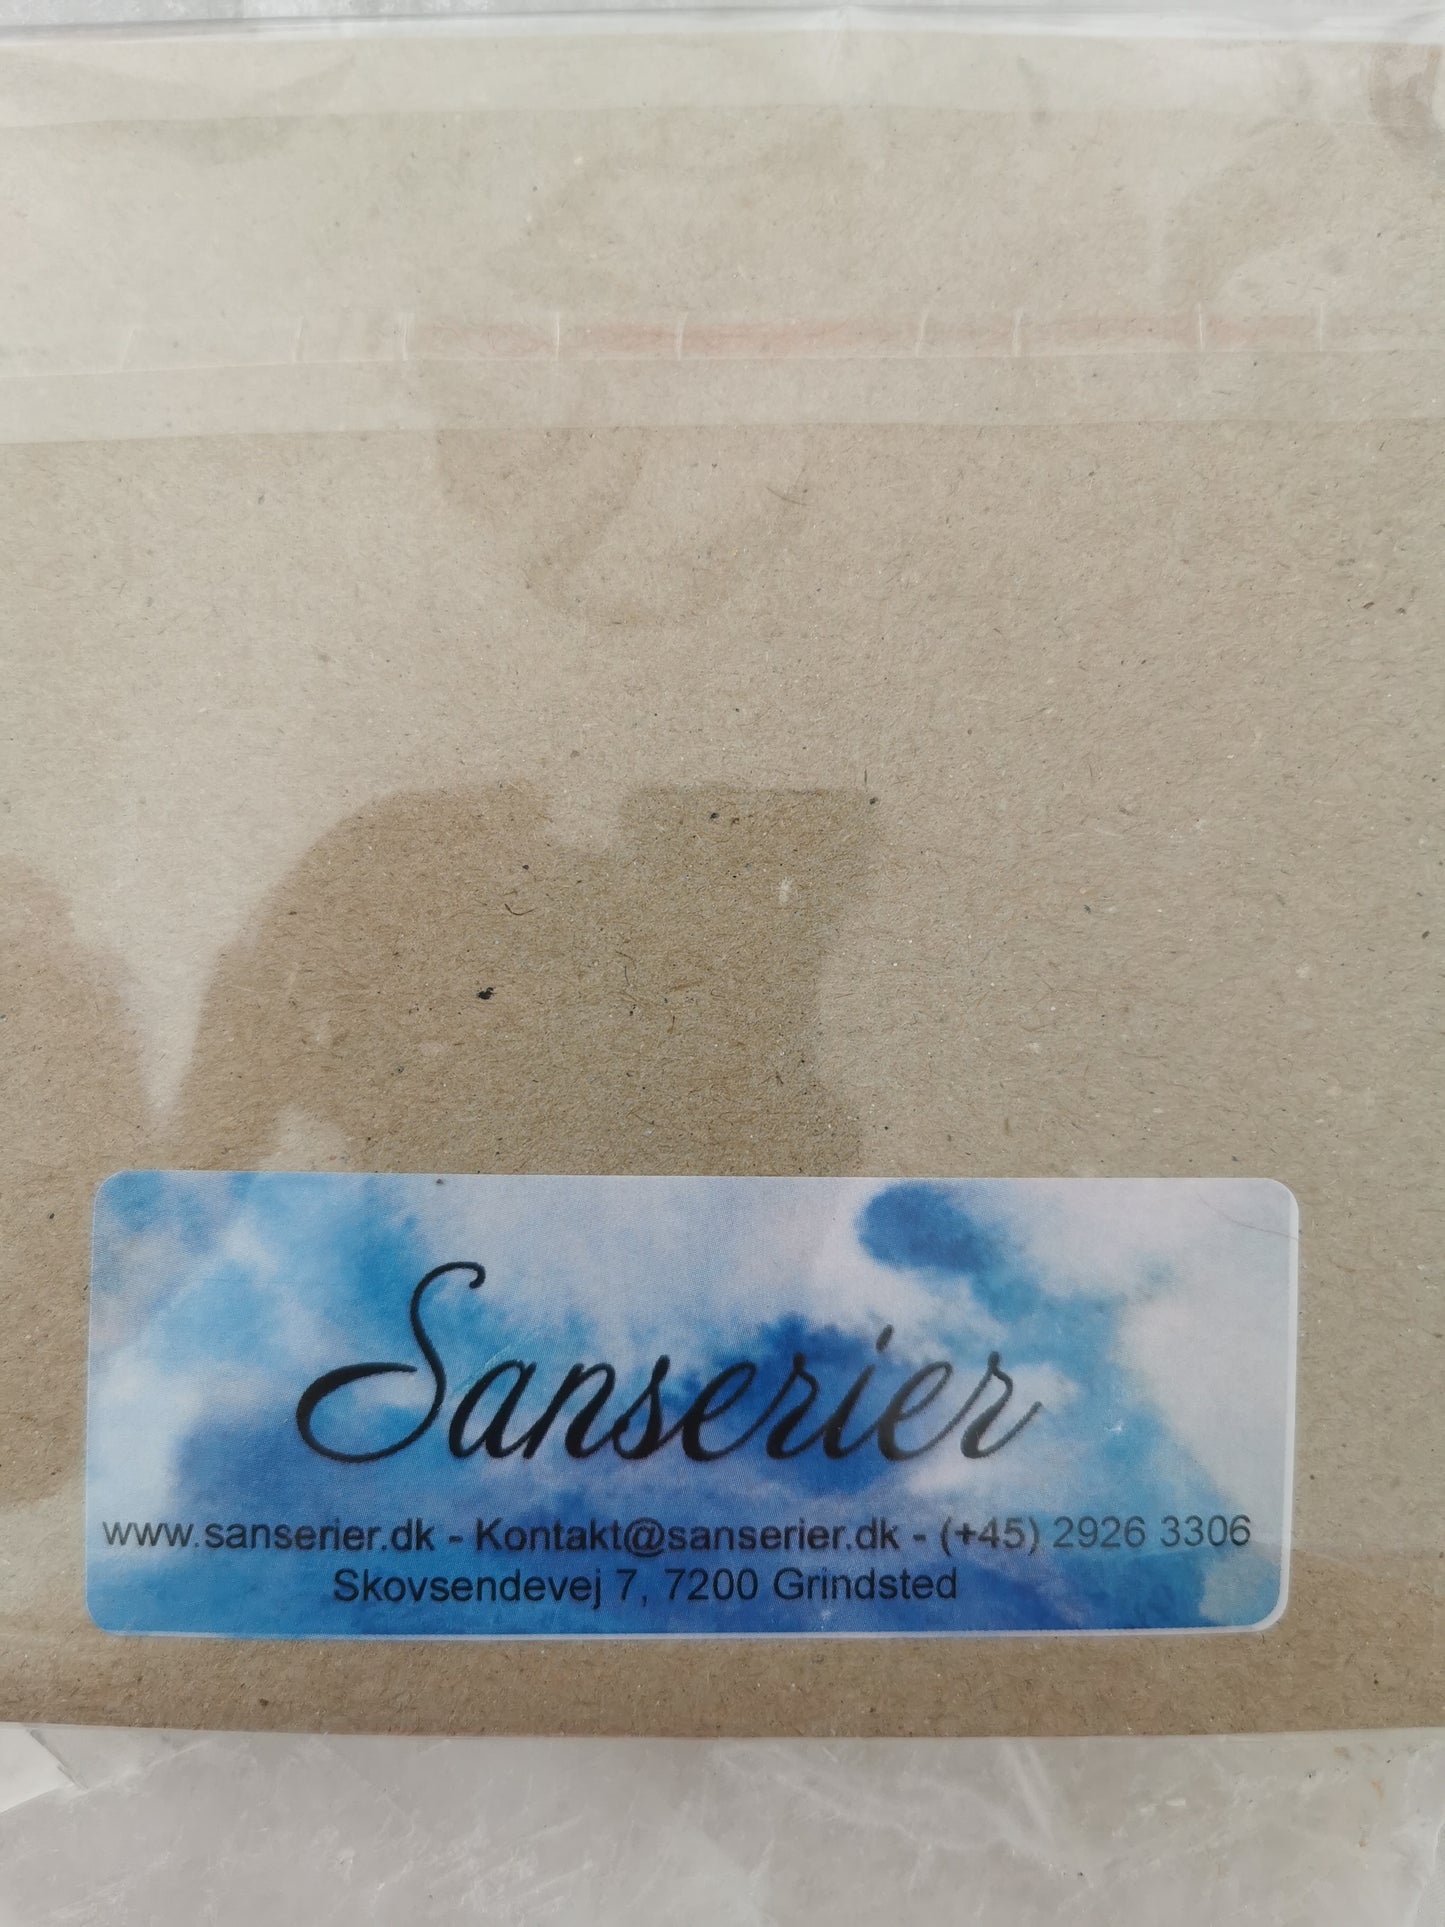 Sanserier
www.sanserier.dk - Kontakt@sanserier.dk - (+45) 2926 3306
Skovsendevej 7, 7200 Grindsted